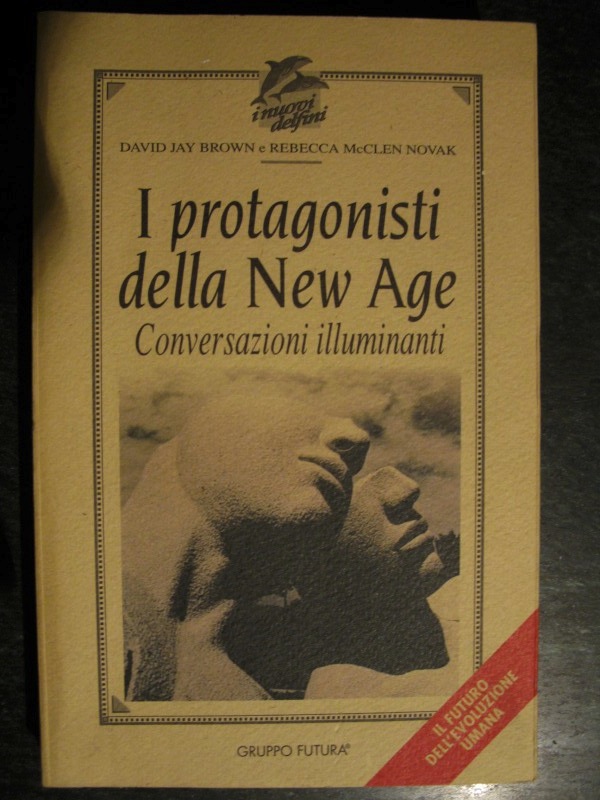 i nuovi
delfini
DAVID JAY BROWN e REBECCA McCLEN NOVAK
I protagonisti
della New Age
Conversazioni illuminanti
IL FUTURO
DELL'EVOLUZIONE
UMANA
GRUPPO FUTURA®